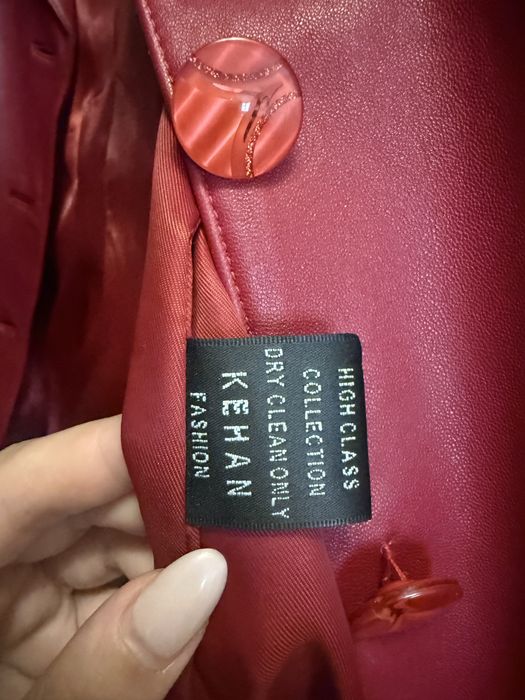 HIGH CLASS
COLLECTION
DRY CLEAN ONLY
KEHAN
FASHION